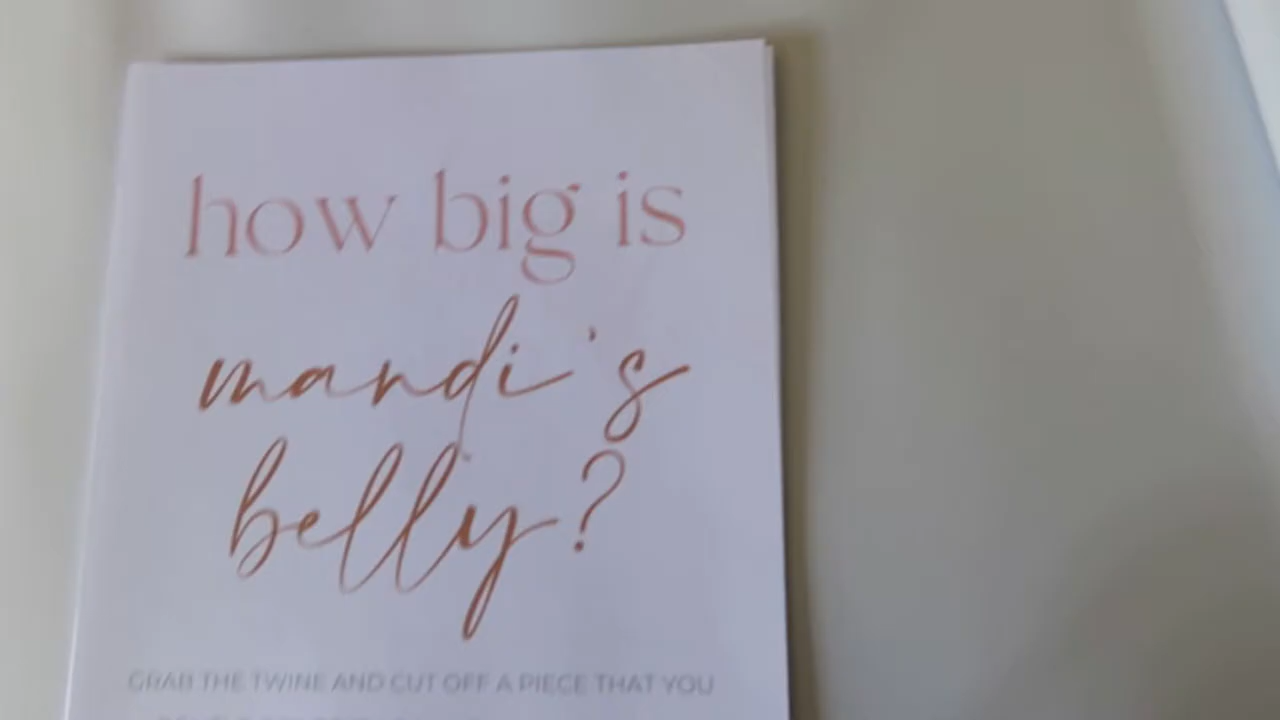 how big is
mandi's
belly?
GRAB THE TWINE AND CUT OFF A PIECE THAT YOU